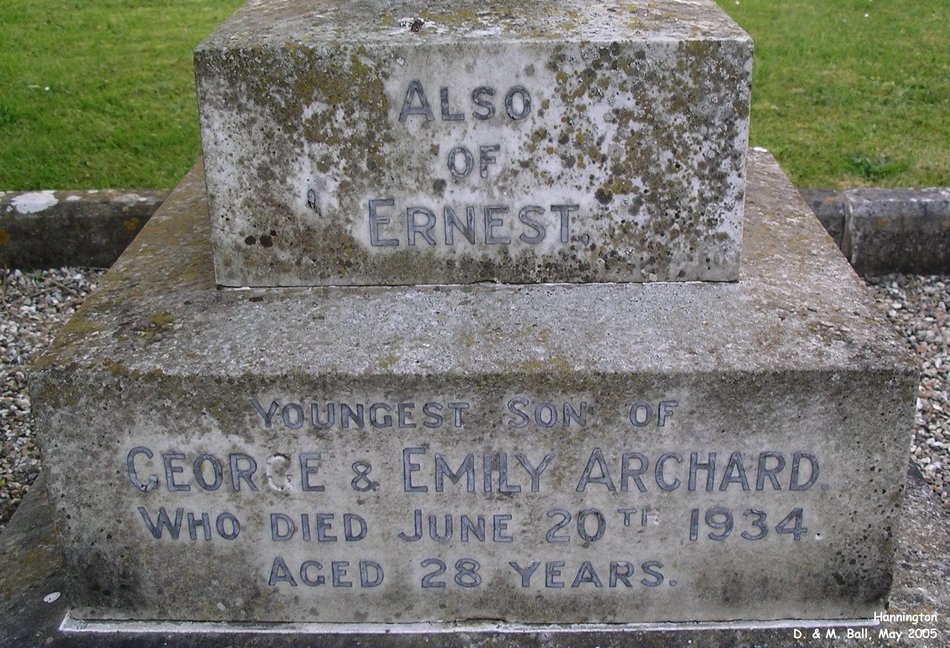 ALSO
OF
ERNEST.
YOUNGEST SON OF
GEORGE & EMILY ARCHARD.
WHO DIED JUNE 20TH 1934.
AGED 28 YEARS.
Hannington
D. & M. Ball, May 2005